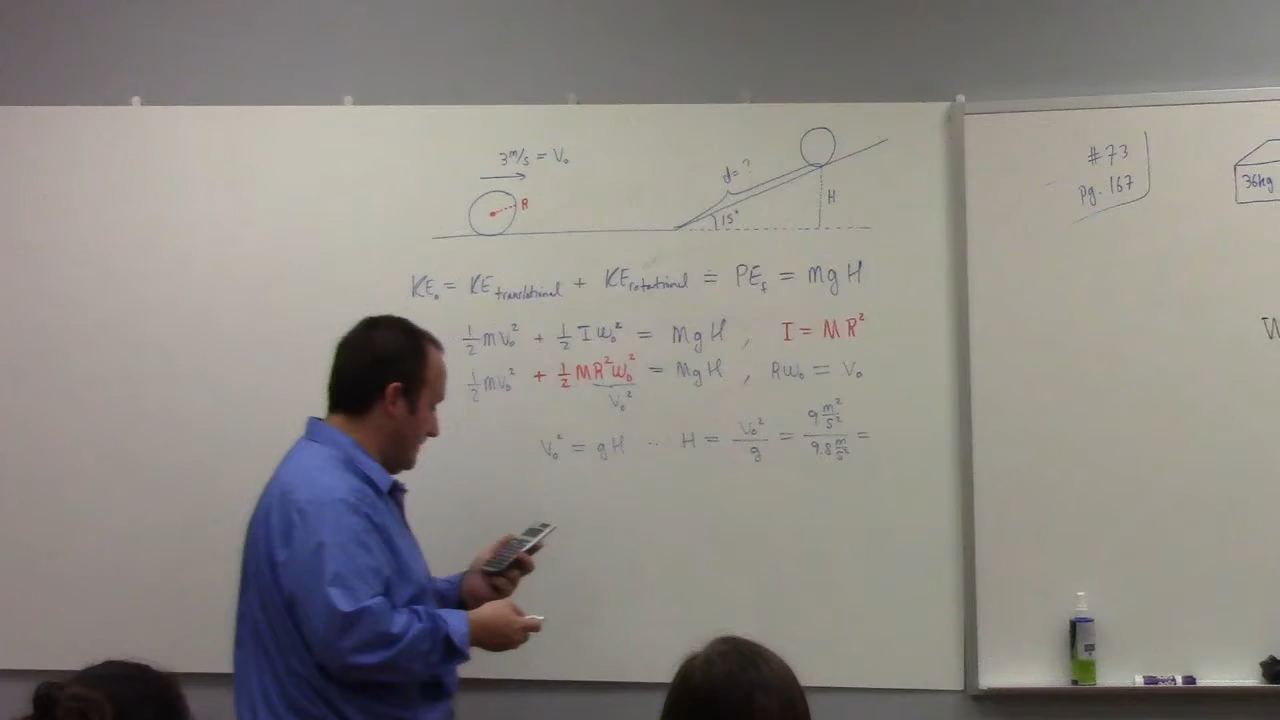 3 m/s = V₀
R
d = ?
H
15°
KE₀ = KE translational + KE rotational = PE_f = MgH
½mv₀² + ½Iω₀² = MgH , I = MR²
½mv₀² + ½MR²ω₀² = MgH , Rω₀ = V₀
V₀²
V₀² = gH ... H = V₀²/g = 9 m²/s² / 9.8 m/s² =
#73
pg. 167
36kg
W